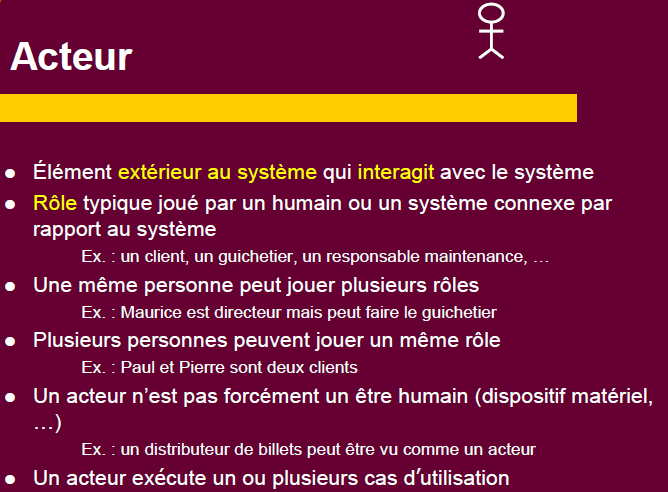 Acteur
● Élément extérieur au système qui interagit avec le système
● Rôle typique joué par un humain ou un système connexe par
rapport au système
Ex. : un client, un guichetier, un responsable maintenance, …
● Une même personne peut jouer plusieurs rôles
Ex. : Maurice est directeur mais peut faire le guichetier
● Plusieurs personnes peuvent jouer un même rôle
Ex. : Paul et Pierre sont deux clients
● Un acteur n’est pas forcément un être humain (dispositif matériel,
…)
Ex. : un distributeur de billets peut être vu comme un acteur
● Un acteur exécute un ou plusieurs cas d’utilisation